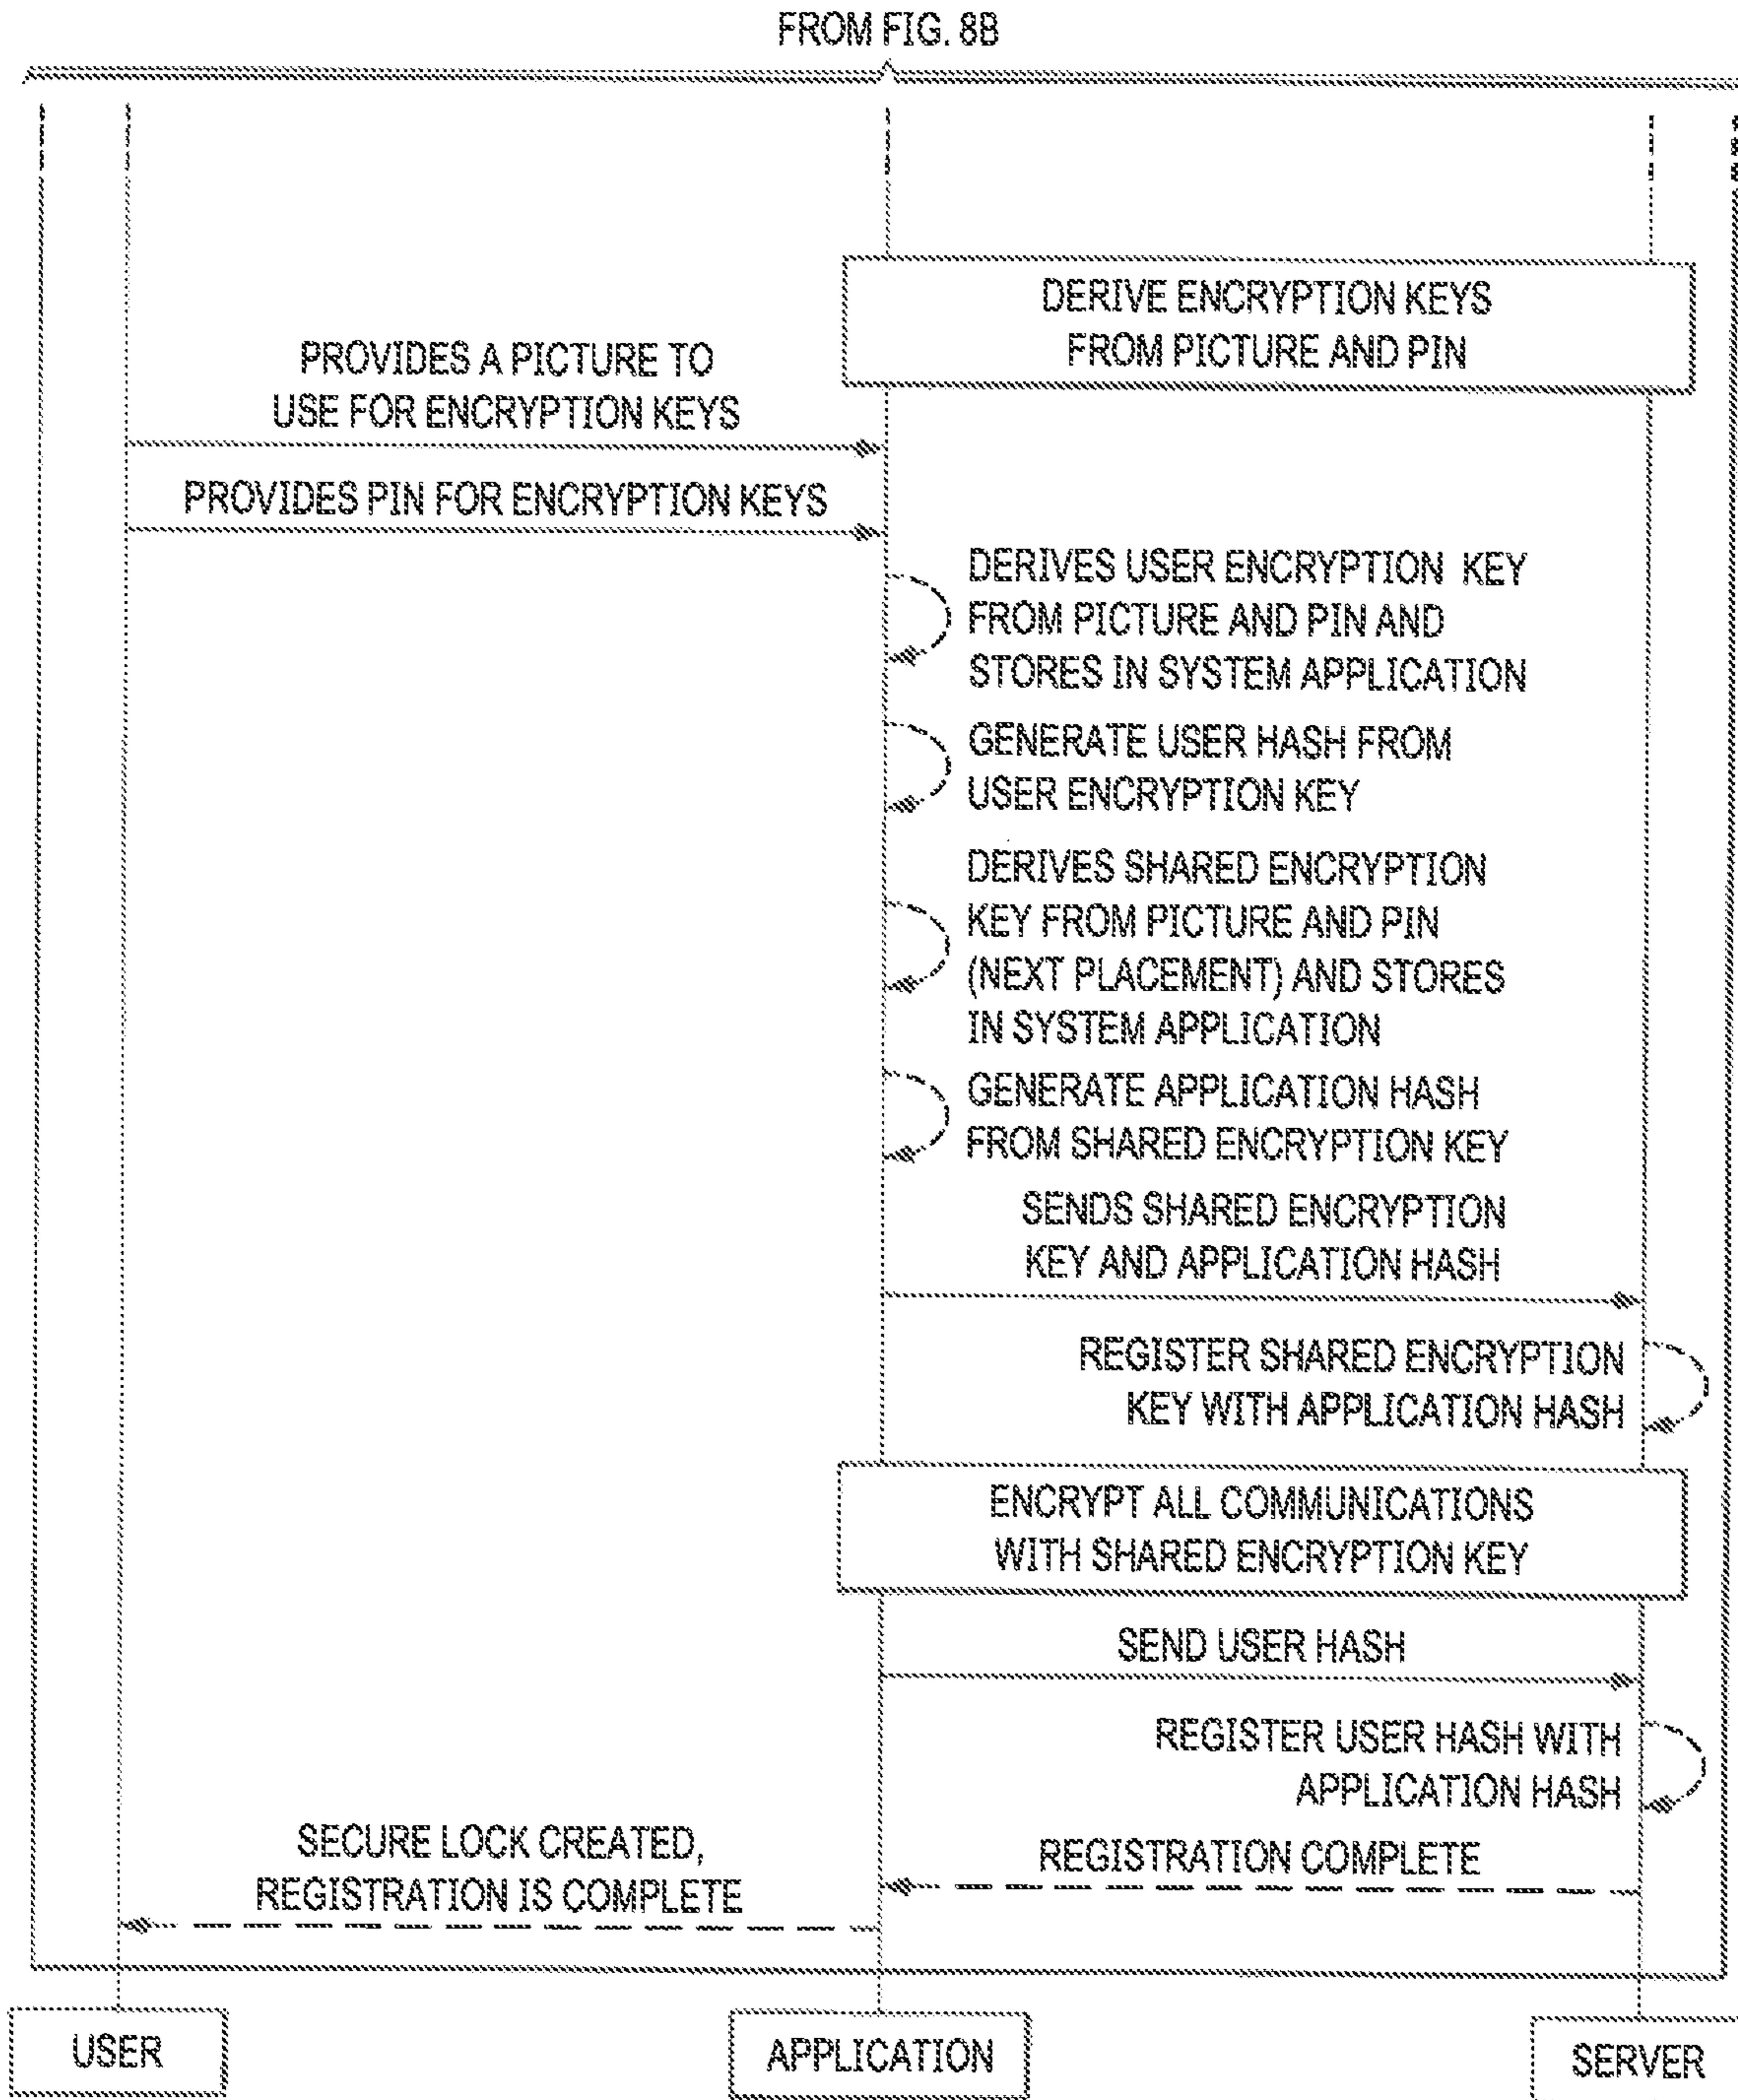 FROM FIG. 8B
DERIVE ENCRYPTION KEYS
FROM PICTURE AND PIN
PROVIDES A PICTURE TO
USE FOR ENCRYPTION KEYS
PROVIDES PIN FOR ENCRYPTION KEYS
DERIVES USER ENCRYPTION KEY
FROM PICTURE AND PIN AND
STORES IN SYSTEM APPLICATION
GENERATE USER HASH FROM
USER ENCRYPTION KEY
DERIVES SHARED ENCRYPTION
KEY FROM PICTURE AND PIN
(NEXT PLACEMENT) AND STORES
IN SYSTEM APPLICATION
GENERATE APPLICATION HASH
FROM SHARED ENCRYPTION KEY
SENDS SHARED ENCRYPTION
KEY AND APPLICATION HASH
REGISTER SHARED ENCRYPTION
KEY WITH APPLICATION HASH
ENCRYPT ALL COMMUNICATIONS
WITH SHARED ENCRYPTION KEY
SEND USER HASH
REGISTER USER HASH WITH
APPLICATION HASH
REGISTRATION COMPLETE
SECURE LOCK CREATED,
REGISTRATION IS COMPLETE
USER
APPLICATION
SERVER